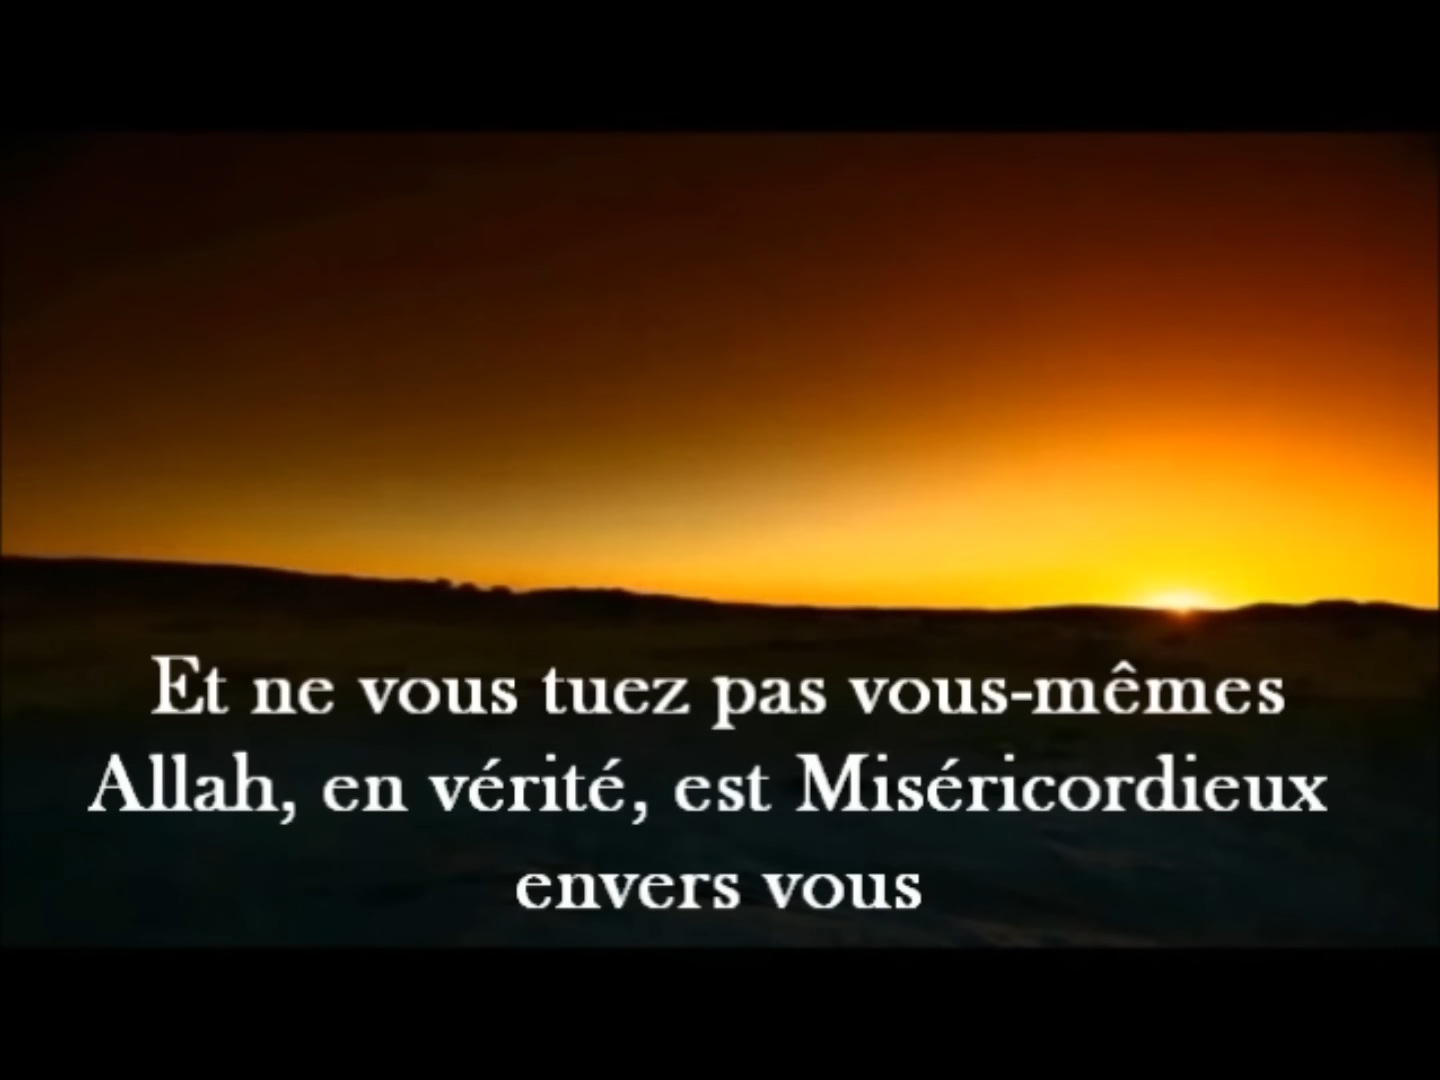 Et ne vous tuez pas vous-mêmes
Allah, en vérité, est Miséricordieux
envers vous